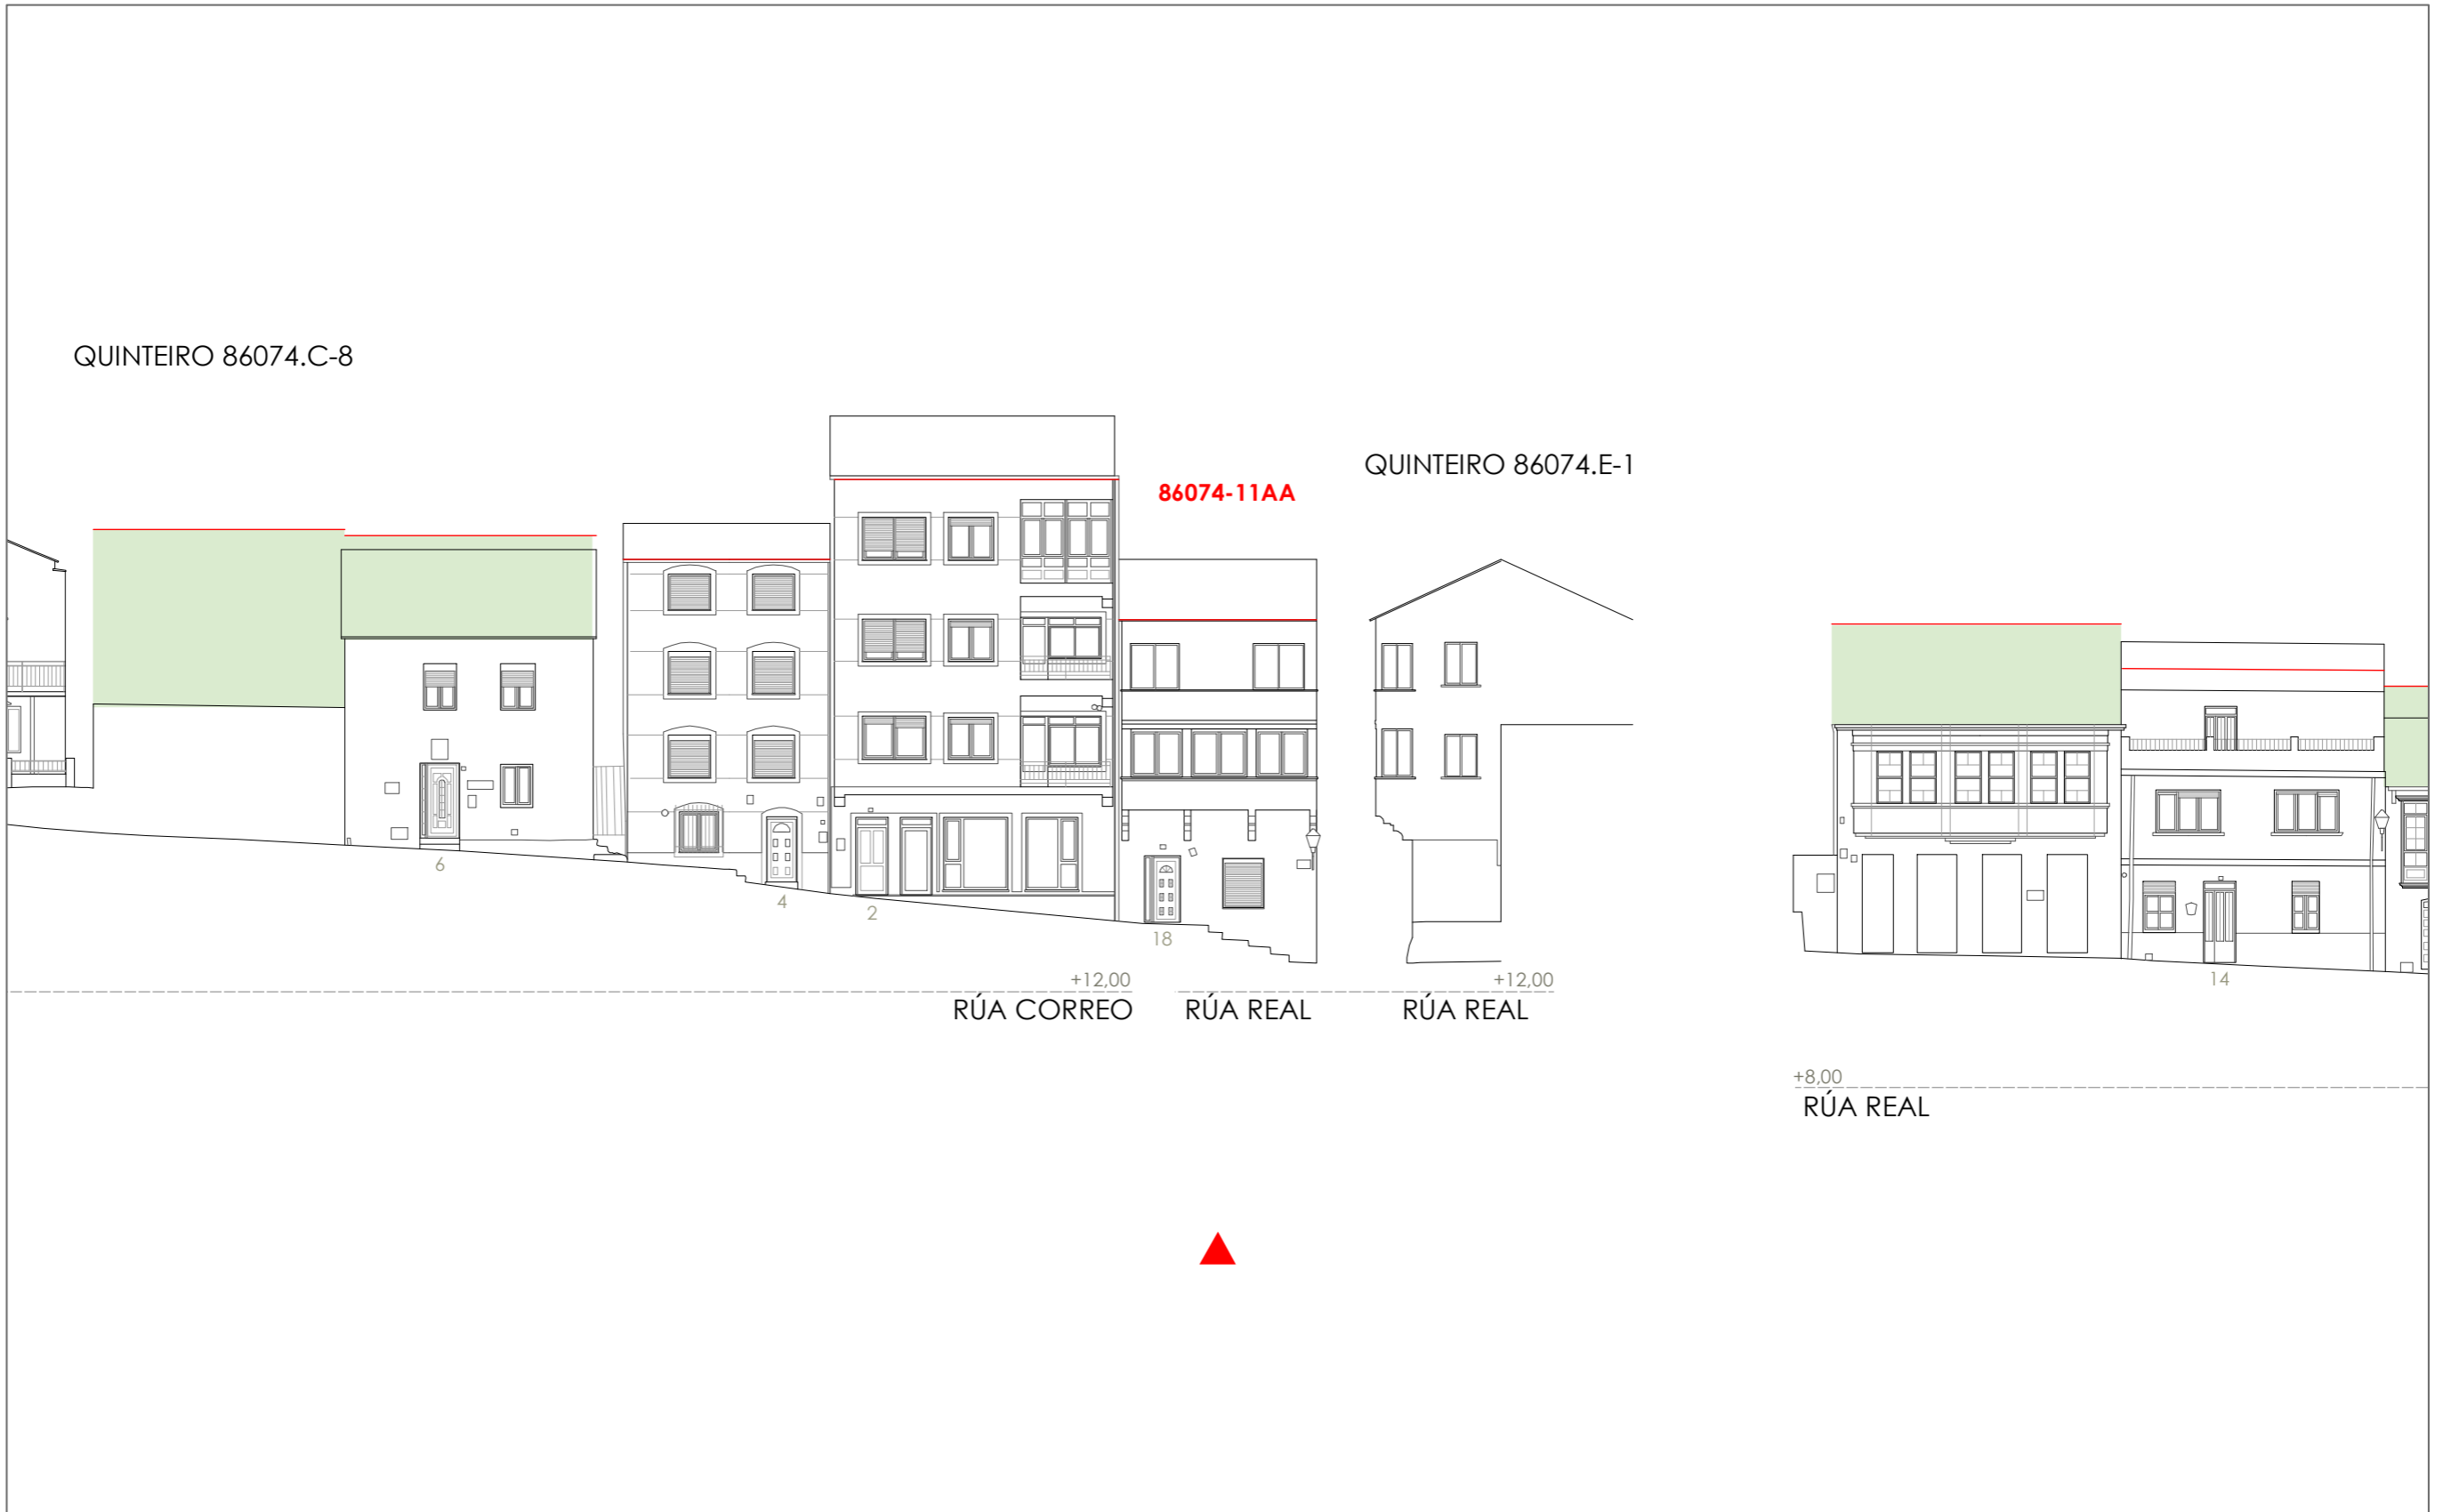 QUINTEIRO 86074.C-8
QUINTEIRO 86074.E-1
86074-11AA
6
4
2
18
14
+12,00
+12,00
RÚA CORREO
RÚA REAL
RÚA REAL
+8,00
RÚA REAL